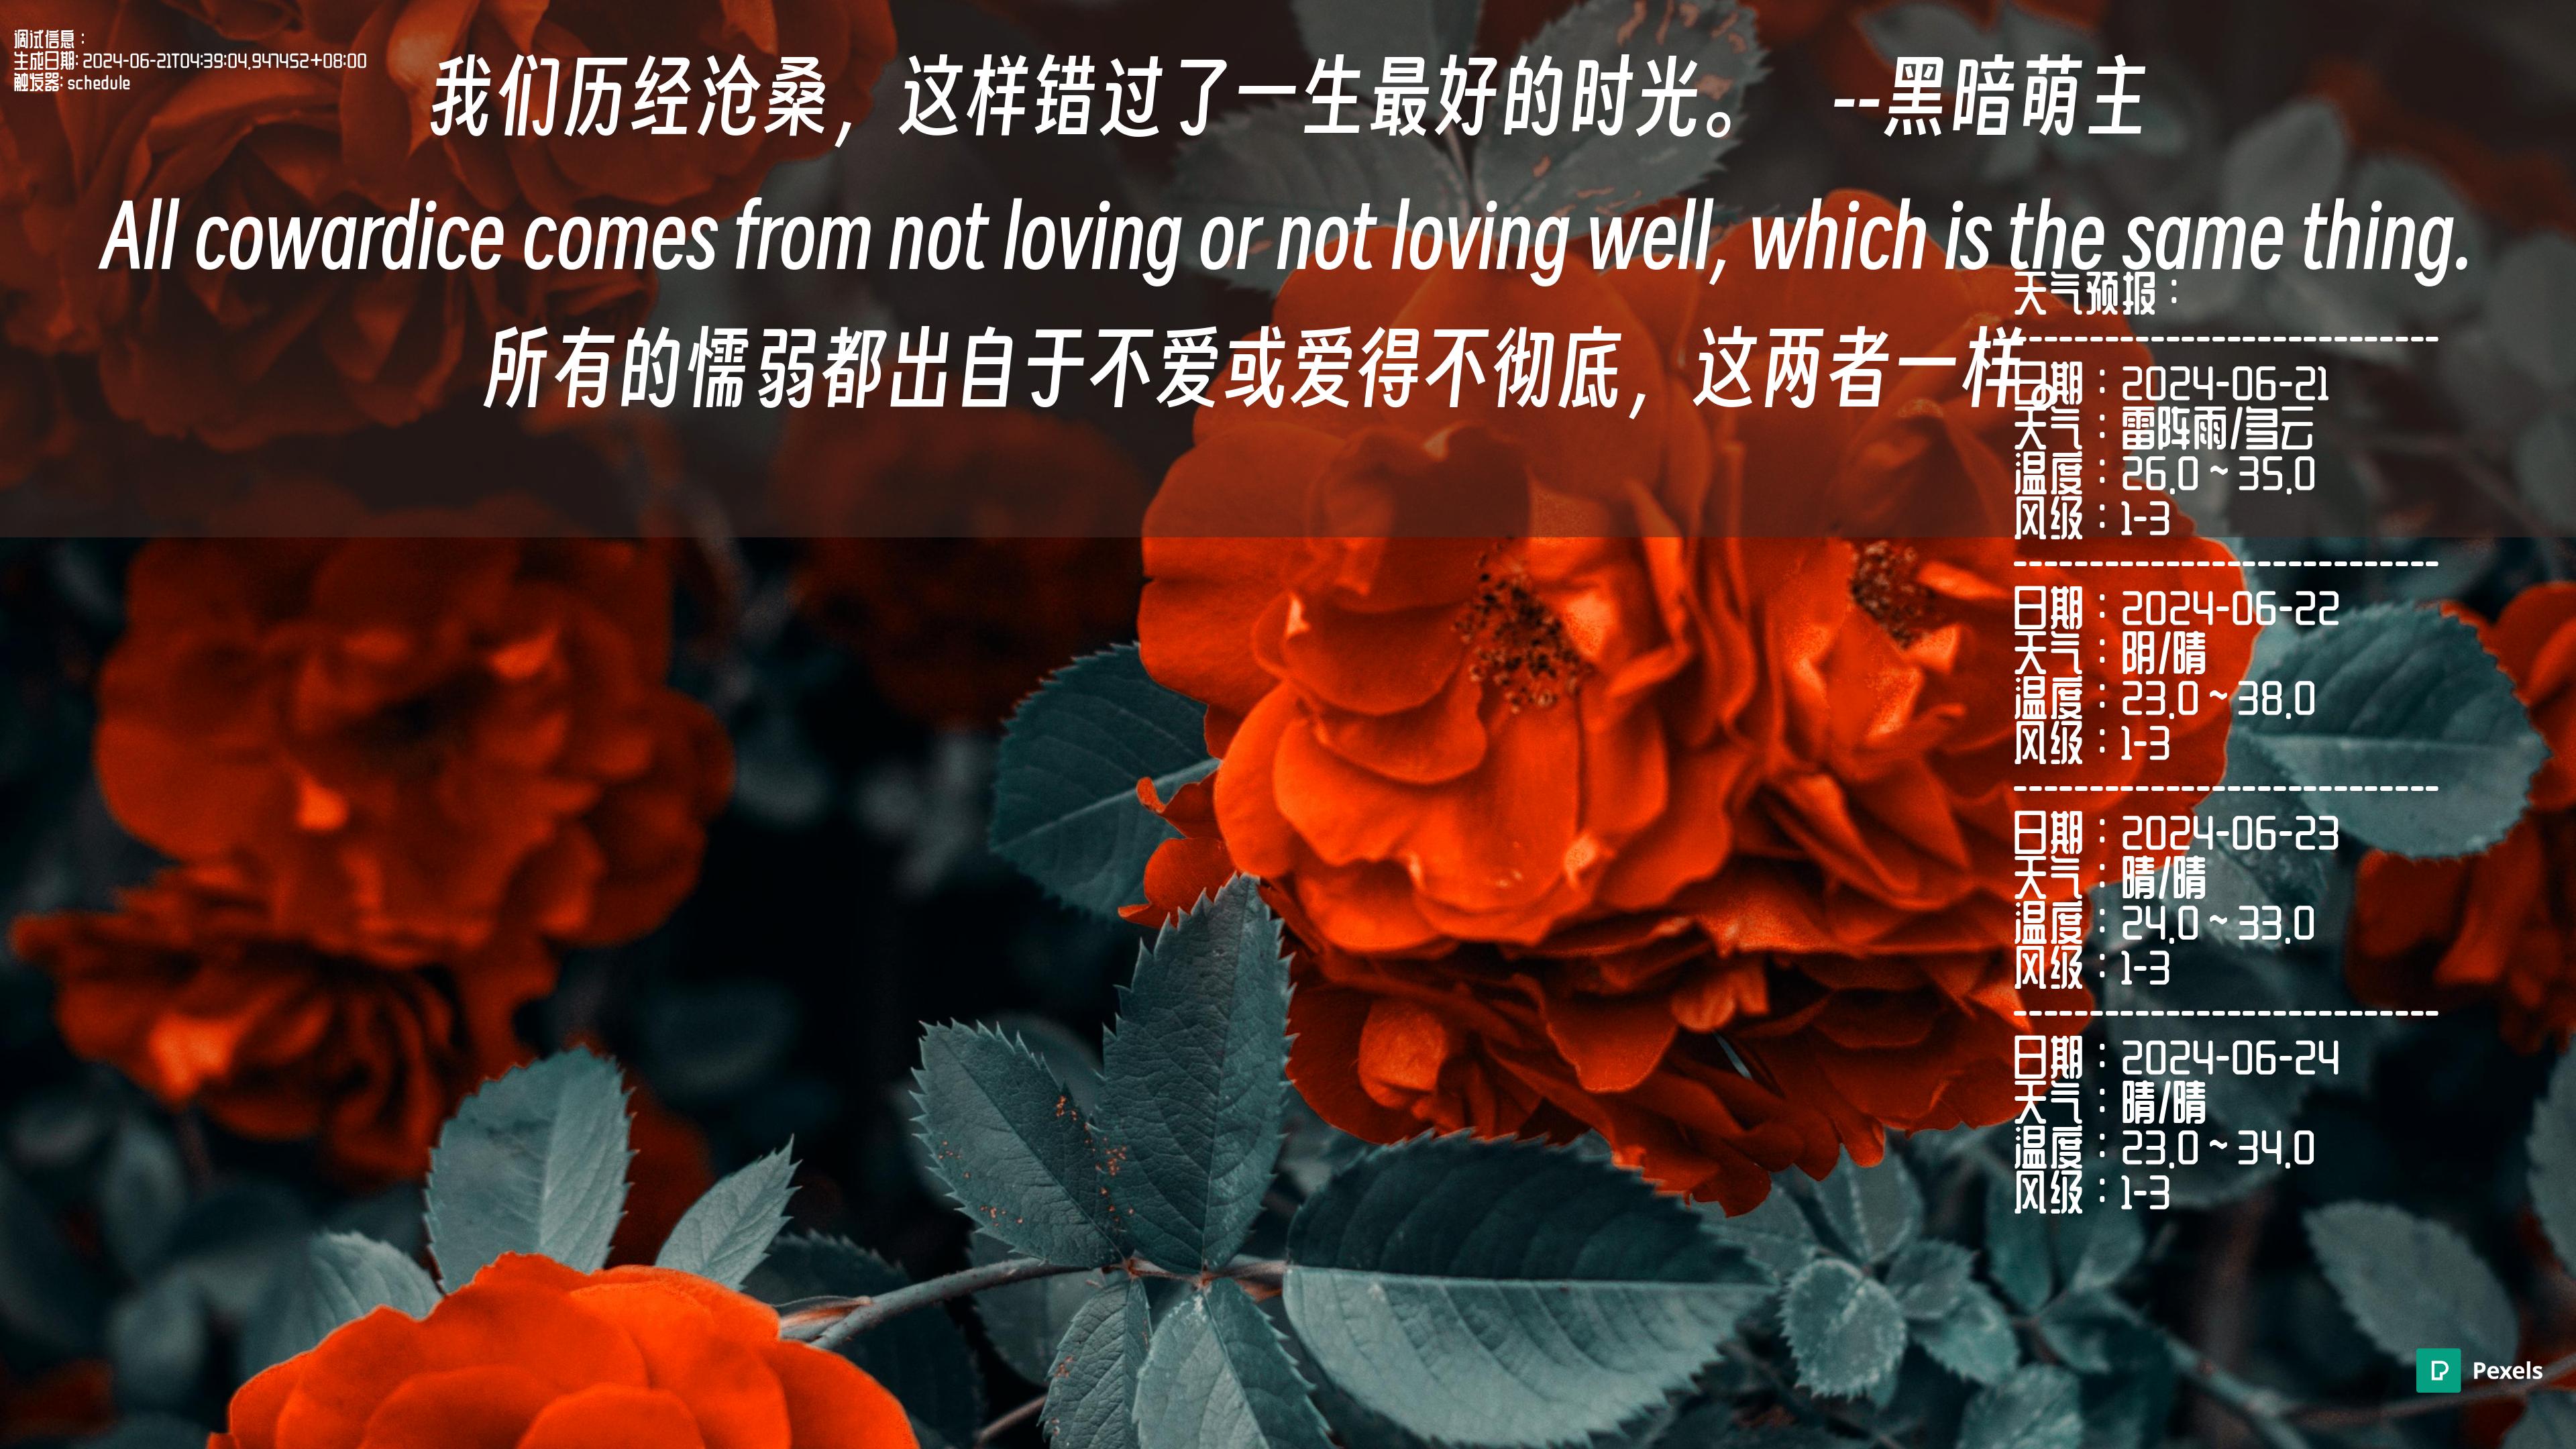 调试信息：
生成日期: 2024-06-21T04:39:04.947452+08:00
触发器: schedule
我们历经沧桑，这样错过了一生最好的时光。 --黑暗萌主
All cowardice comes from not loving or not loving well, which is the same thing.
所有的懦弱都出自于不爱或爱得不彻底，这两者一样。
天气预报：
----------------------------
日期：2024-06-21
天气：雷阵雨/多云
温度：26.0 ~ 35.0
风级：1-3
----------------------------
日期：2024-06-22
天气：阴/晴
温度：23.0 ~ 38.0
风级：1-3
----------------------------
日期：2024-06-23
天气：晴/晴
温度：24.0 ~ 33.0
风级：1-3
----------------------------
日期：2024-06-24
天气：晴/晴
温度：23.0 ~ 34.0
风级：1-3
Pexels